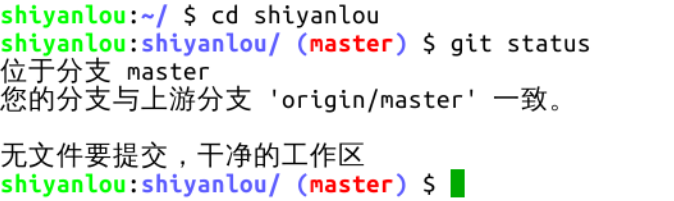 shiyanlou:~/ $ cd shiyanlou
shiyanlou:shiyanlou/ (master) $ git status
位于分支 master
您的分支与上游分支 'origin/master' 一致。
无文件要提交，干净的工作区
shiyanlou:shiyanlou/ (master) $